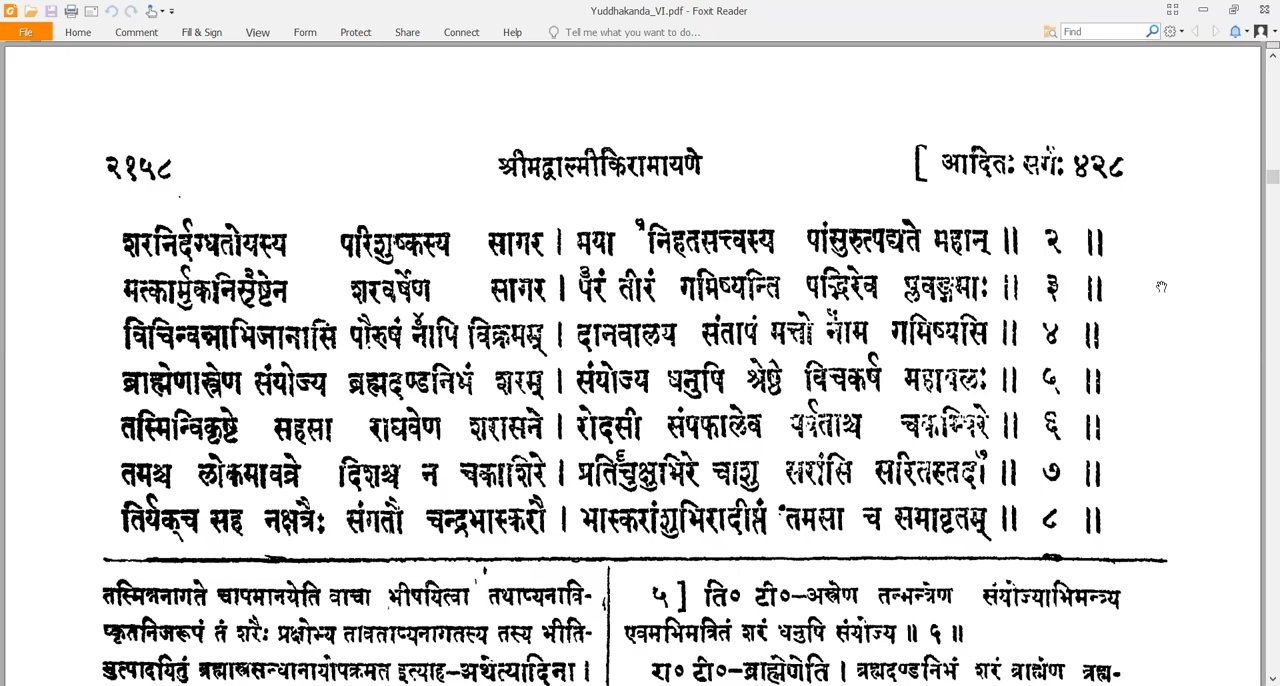 Yuddhakanda_VI.pdf - Foxit Reader
File Home Comment Fill & Sign View Form Protect Share Connect Help Tell me what you want to do... Find
२१५८ श्रीमद्वाल्मीकिरामायणे [ आदितः सर्गः ४२८
शरनिर्दग्धतोयस्य परिशुष्कस्य सागर । मया निहतसत्त्वस्य पांसुरुत्पद्यते महान् ॥ २ ॥
मत्कार्मुकनिसृष्टेन शरवर्षेण सागर । परं तीरं गमिष्यन्ति पद्भिरेव प्लवङ्गमाः ॥ ३ ॥
विचिन्वन्नाभिजानासि पौरुषं नापि विक्रमम् । दानवालय संतापं मत्तो नाम गमिष्यसि ॥ ४ ॥
ब्राह्मेणास्त्रेण संयोज्य ब्रह्मदण्डनिभं शरम् । संयोज्य धनुषि श्रेष्ठे विचकर्ष महाबलः ॥ ५ ॥
तस्मिन्विकृष्टे सहसा राघवेण शरासने । रोदसी संपफालेव पर्वताश्च चकम्पिरे ॥ ६ ॥
तमश्च लोकमावव्रे दिशश्च न चकाशिरे । प्रतिचुक्षुभिरे चाशु सरांसि सरितस्तदा ॥ ७ ॥
तिर्यक्च सह नक्षत्रैः संगतौ चन्द्रभास्करौ । भास्करांशुभिरादीप्तं तमसा च समावृतम् ॥ ८ ॥
तस्मिन्ननागते चापमानयेति वाचा भीषयित्वा तथाप्यनावि-
ष्कृतनिजरूपं तं शरैः प्रक्षोभ्य तावताप्यनागतस्य तस्य भीति-
मुत्पादयितुं ब्रह्मास्त्रसन्धानायोपक्रमत इत्याह-अथेत्यादिना ।
५ ] ति० टी०-अस्त्रेण तन्मन्त्रेण संयोज्याभिमन्त्र्य
एवमभिमत्रितं शरं धनुषि संयोज्य ॥ ६ ॥
रा० टी०-ब्राह्मेणेति । ब्रह्मदण्डनिभं शरं ब्राह्मेण ब्रह्म-